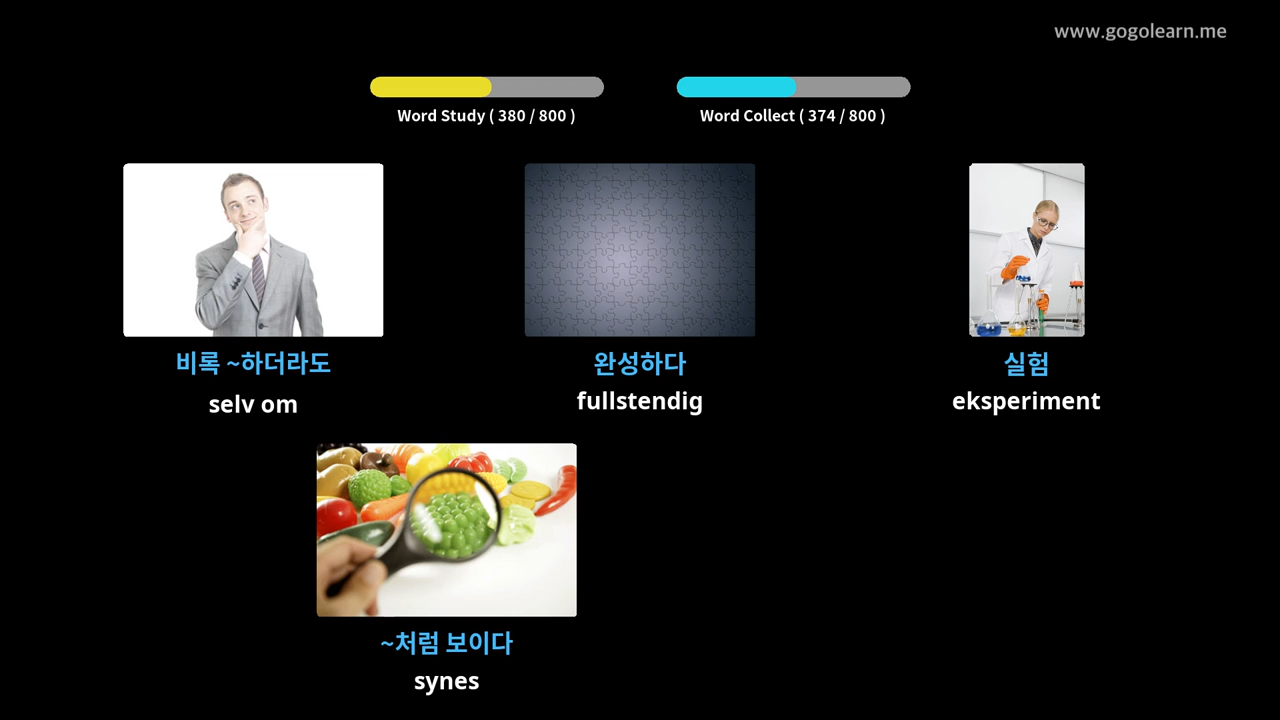 www.gogolearn.me
Word Study ( 380 / 800 )
Word Collect ( 374 / 800 )
비록 ~하더라도
selv om
완성하다
fullstendig
실험
eksperiment
~처럼 보이다
synes